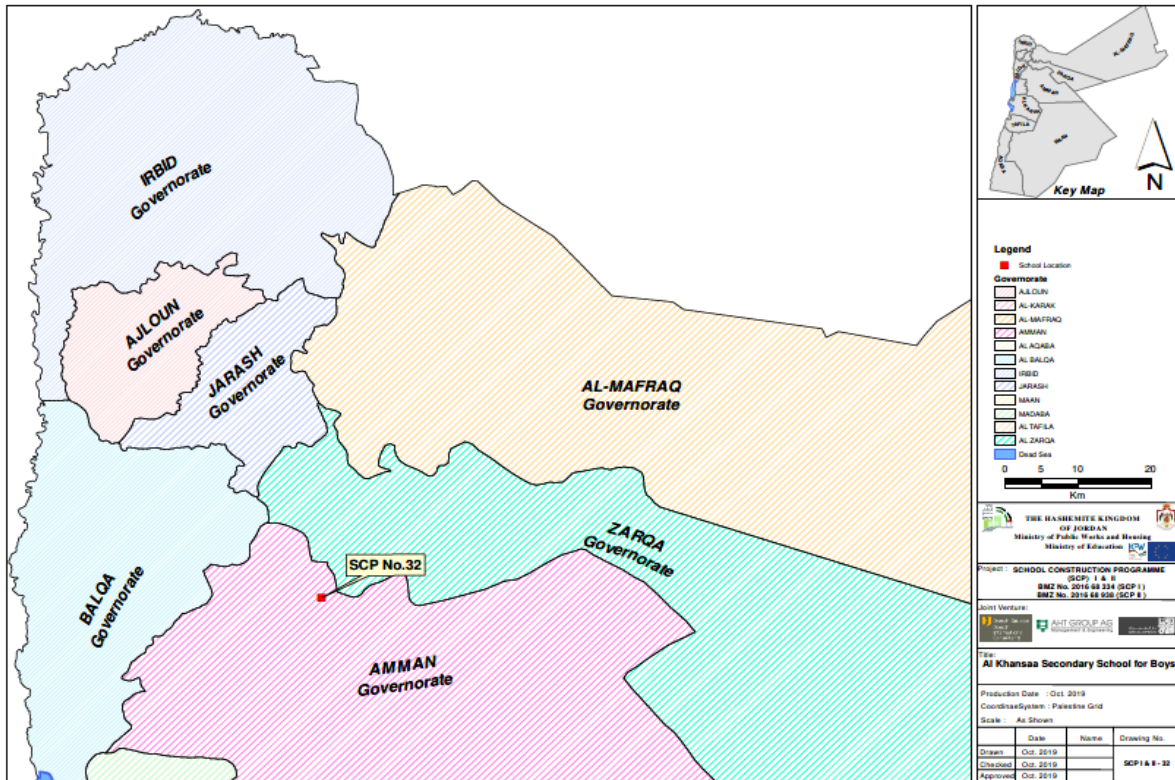 IRBID
Governorate
AJLOUN
Governorate
JARASH
Governorate
AL-MAFRAQ
Governorate
ZARQA
Governorate
SCP No.32
BALQA
Governorate
AMMAN
Governorate
TAFILA
Key Map
N
Legend
School Location
Governorate
AJLOUN
AL-KARAK
AL-MAFRAQ
AMMAN
AL AQABA
AL BALQA
IRBID
JARASH
MAAN
MADABA
AL TAFILA
AL ZARQA
Dead Sea
0 5 10 20
Km
THE HASHEMITE KINGDOM
OF JORDAN
Ministry of Public Works and Housing
Ministry of Education
KFW
Project : SCHOOL CONSTRUCTION PROGRAMME
(SCP) I & II
BMZ No. 2016 68 334 (SCP I )
BMZ No. 2016 68 938 (SCP II )
Joint Venture:
AHT GROUP AG
Management & Engineering
Title:
Al Khansaa Secondary School for Boys
Production Date : Oct. 2019
CoordinaeSystem : Palestine Grid
Scale : As Shown
Date Name Drawing No.
Drawn Oct. 2019
Checked Oct. 2019
SCP I & II - 32
Approved Oct. 2019